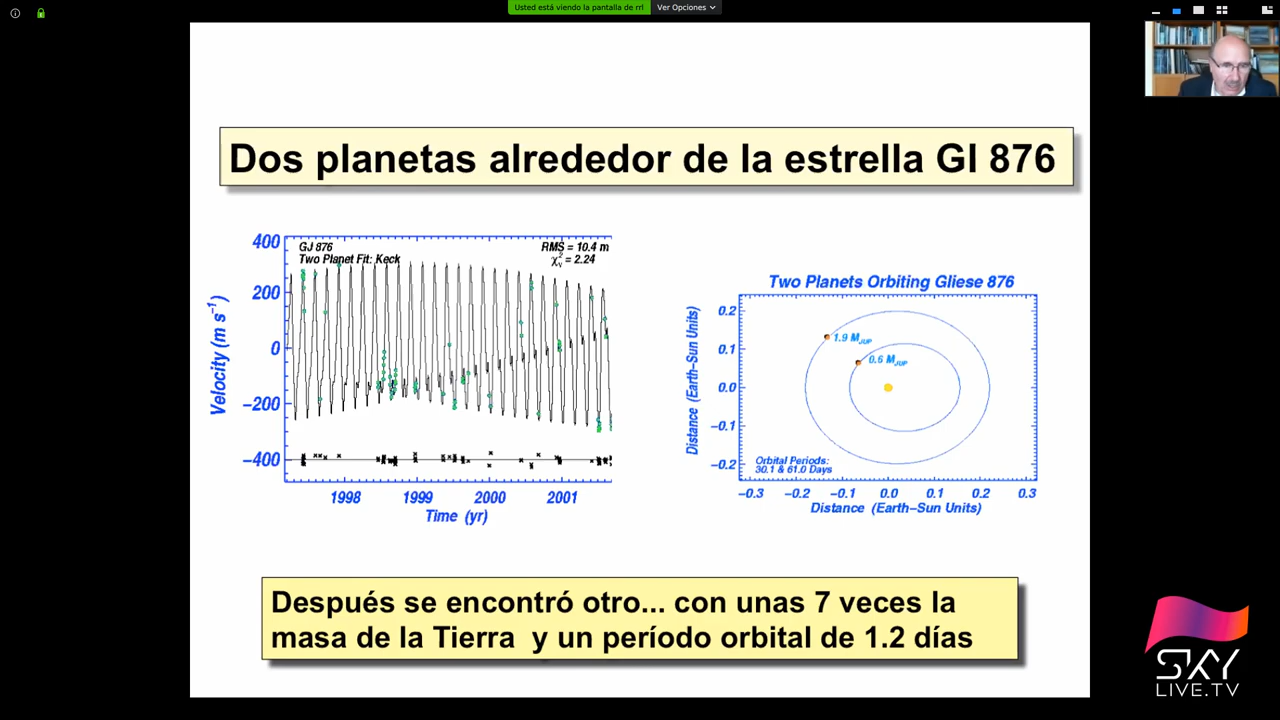 Usted está viendo la pantalla de rrl
Ver Opciones
Dos planetas alrededor de la estrella Gl 876
400
200
0
−200
−400
GJ 876
Two Planet Fit: Keck
RMS = 10.4 m
χ²ᵥ = 2.24
Velocity (m s⁻¹)
1998 1999 2000 2001
Time (yr)
Two Planets Orbiting Gliese 876
0.2
0.1
0.0
−0.1
−0.2
1.9 MJUP
0.6 MJUP
Orbital Periods:
30.1 & 61.0 Days
Distance (Earth−Sun Units)
−0.3 −0.2 −0.1 0.0 0.1 0.2 0.3
Distance (Earth−Sun Units)
Después se encontró otro... con unas 7 veces la
masa de la Tierra y un período orbital de 1.2 días
SKY
LIVE.TV